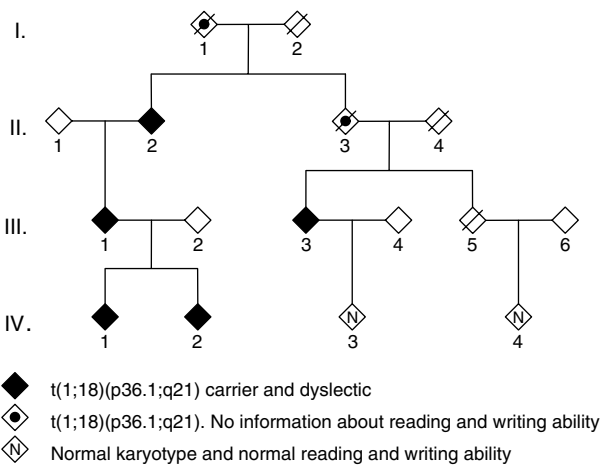 I.
1 2
II.
1 2 3 4
III.
1 2 3 4 5 6
IV.
N N
1 2 3 4
t(1;18)(p36.1;q21) carrier and dyslectic
t(1;18)(p36.1;q21). No information about reading and writing ability
N Normal karyotype and normal reading and writing ability